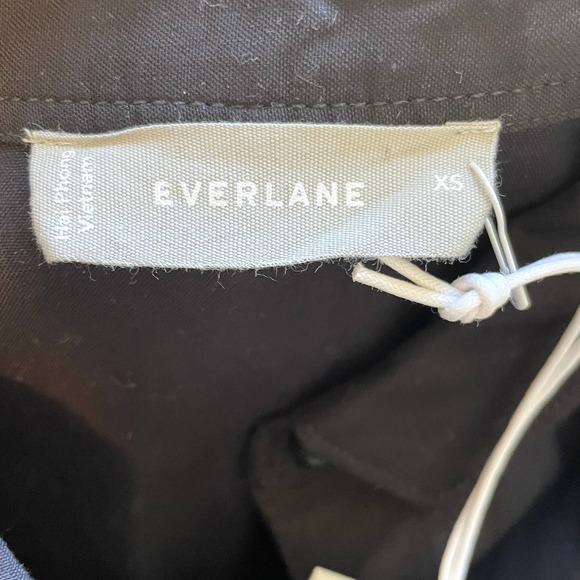 Hai Phong
Vietnam
EVERLANE
XS